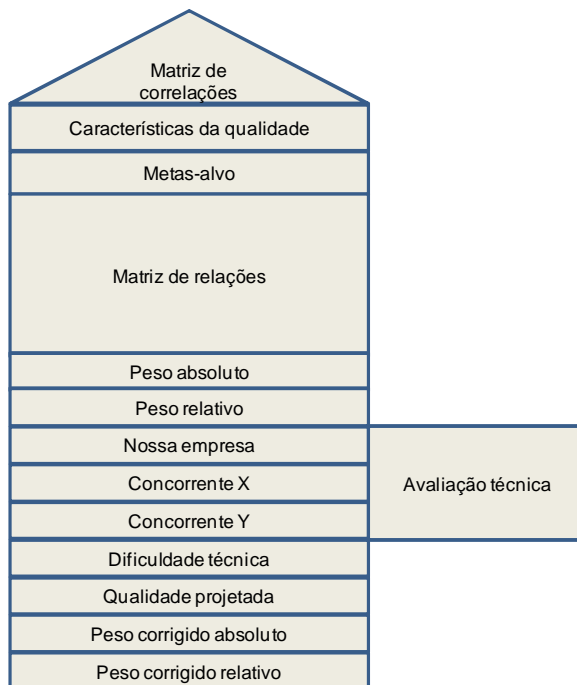 Matriz de
correlações
Características da qualidade
Metas-alvo
Matriz de relações
Peso absoluto
Peso relativo
Nossa empresa
Concorrente X
Avaliação técnica
Concorrente Y
Dificuldade técnica
Qualidade projetada
Peso corrigido absoluto
Peso corrigido relativo